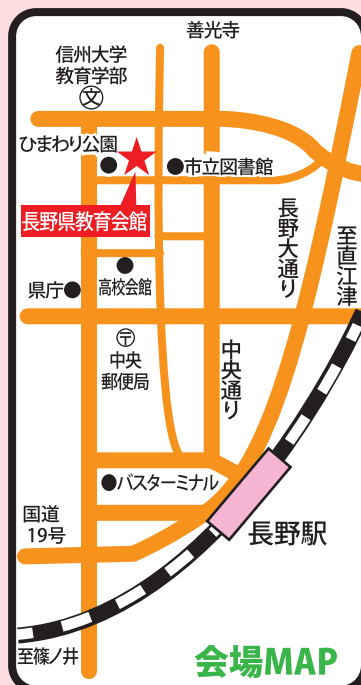 善光寺
信州大学
教育学部
文
ひまわり公園
市立図書館
長野県教育会館
長野大通り
至直江津
県庁
高校会館
〒
中央
郵便局
中央通り
バスターミナル
国道
19号
長野駅
至篠ノ井
会場MAP